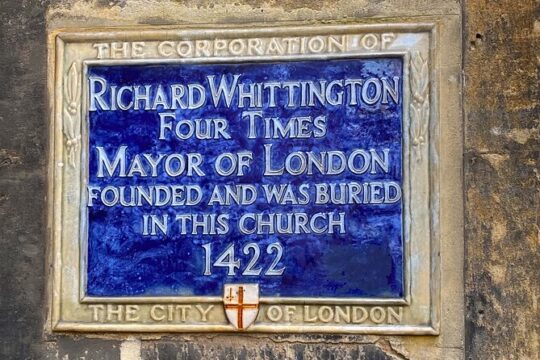 THE CORPORATION OF
RICHARD WHITTINGTON
FOUR TIMES
MAYOR OF LONDON
FOUNDED AND WAS BURIED
IN THIS CHURCH
1422
THE CITY OF LONDON